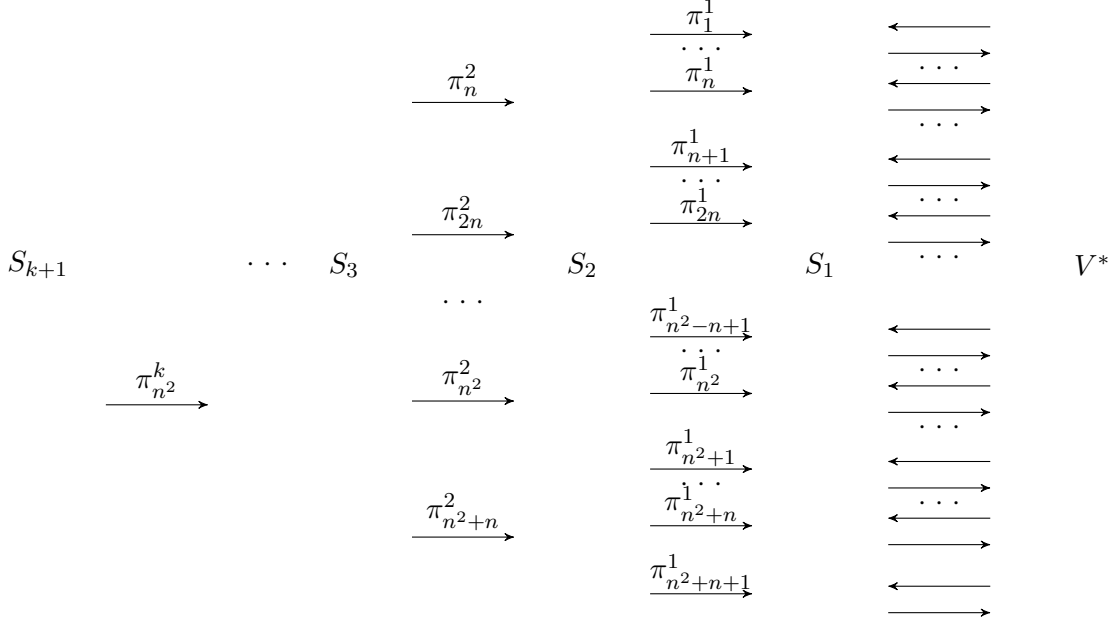 π^1_1
· · ·
π^1_n
· · ·
π^2_n
· · ·
π^1_{n+1}
· · ·
π^1_{2n}
· · ·
π^2_{2n}
S_{k+1} · · · S_3 S_2 S_1 · · · V*
· · ·
π^1_{n^2−n+1}
· · ·
π^k_{n^2} π^2_{n^2} π^1_{n^2} · · ·
· · ·
π^1_{n^2+1}
· · ·
π^2_{n^2+n} π^1_{n^2+n} · · ·
π^1_{n^2+n+1}